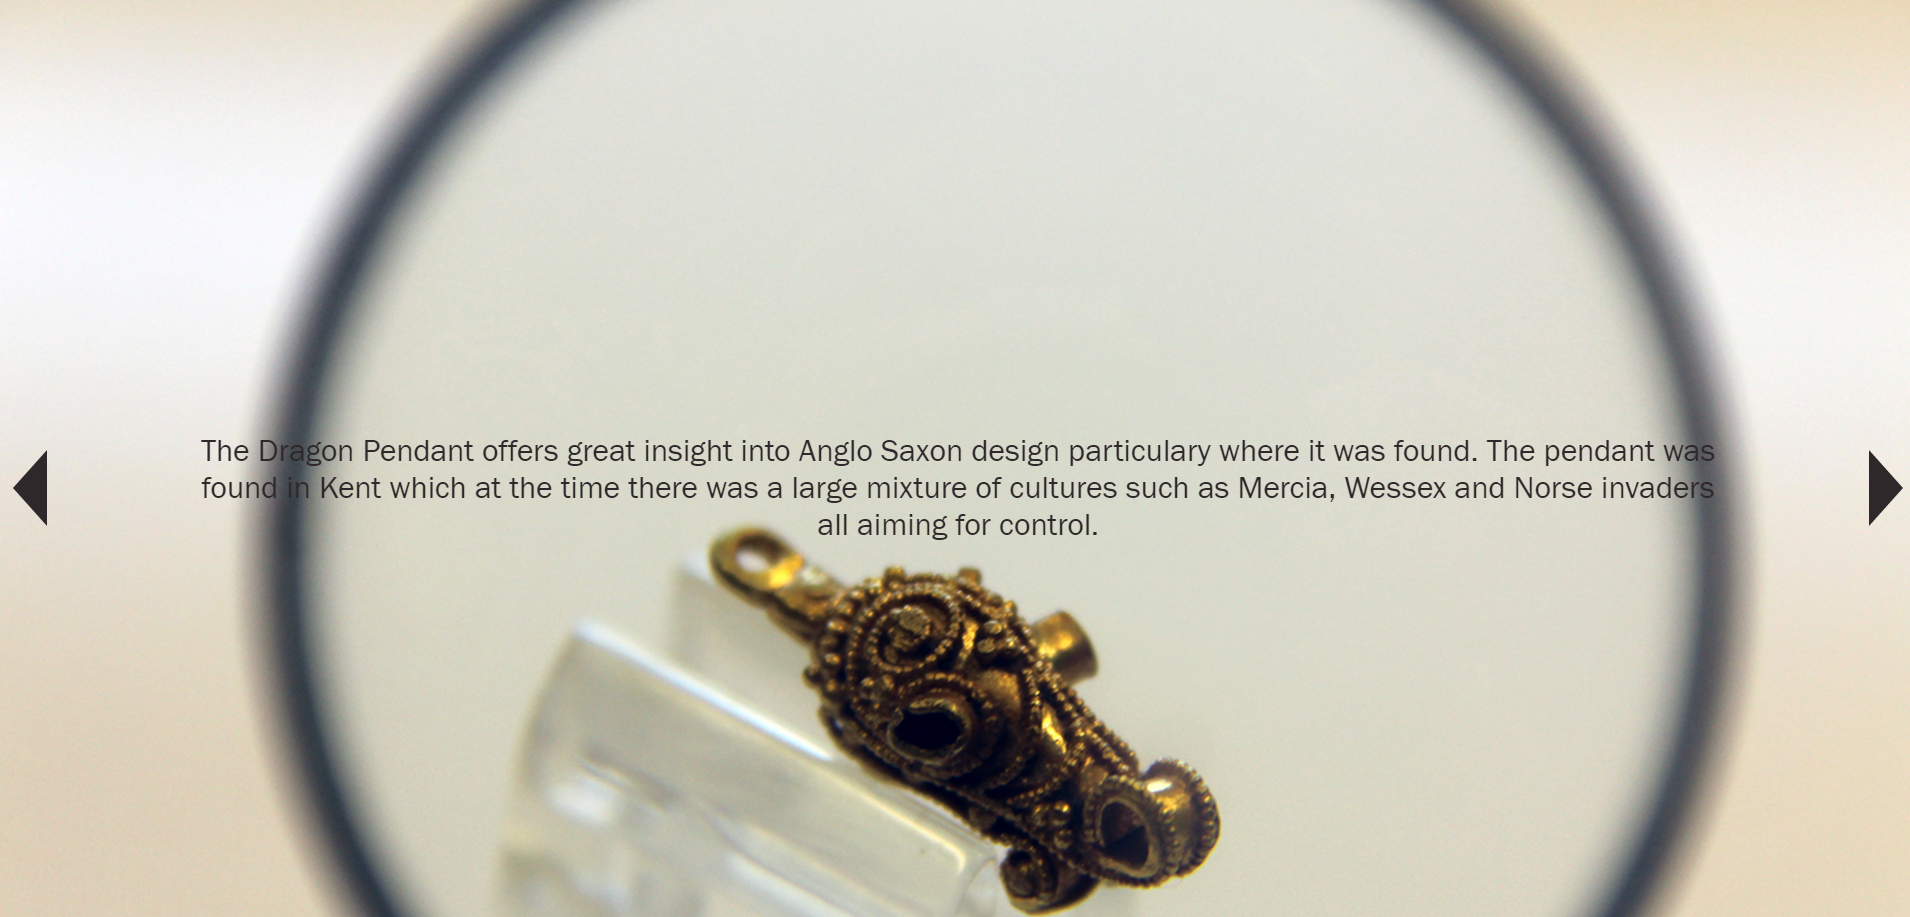 The Dragon Pendant offers great insight into Anglo Saxon design particulary where it was found. The pendant was
found in Kent which at the time there was a large mixture of cultures such as Mercia, Wessex and Norse invaders
all aiming for control.